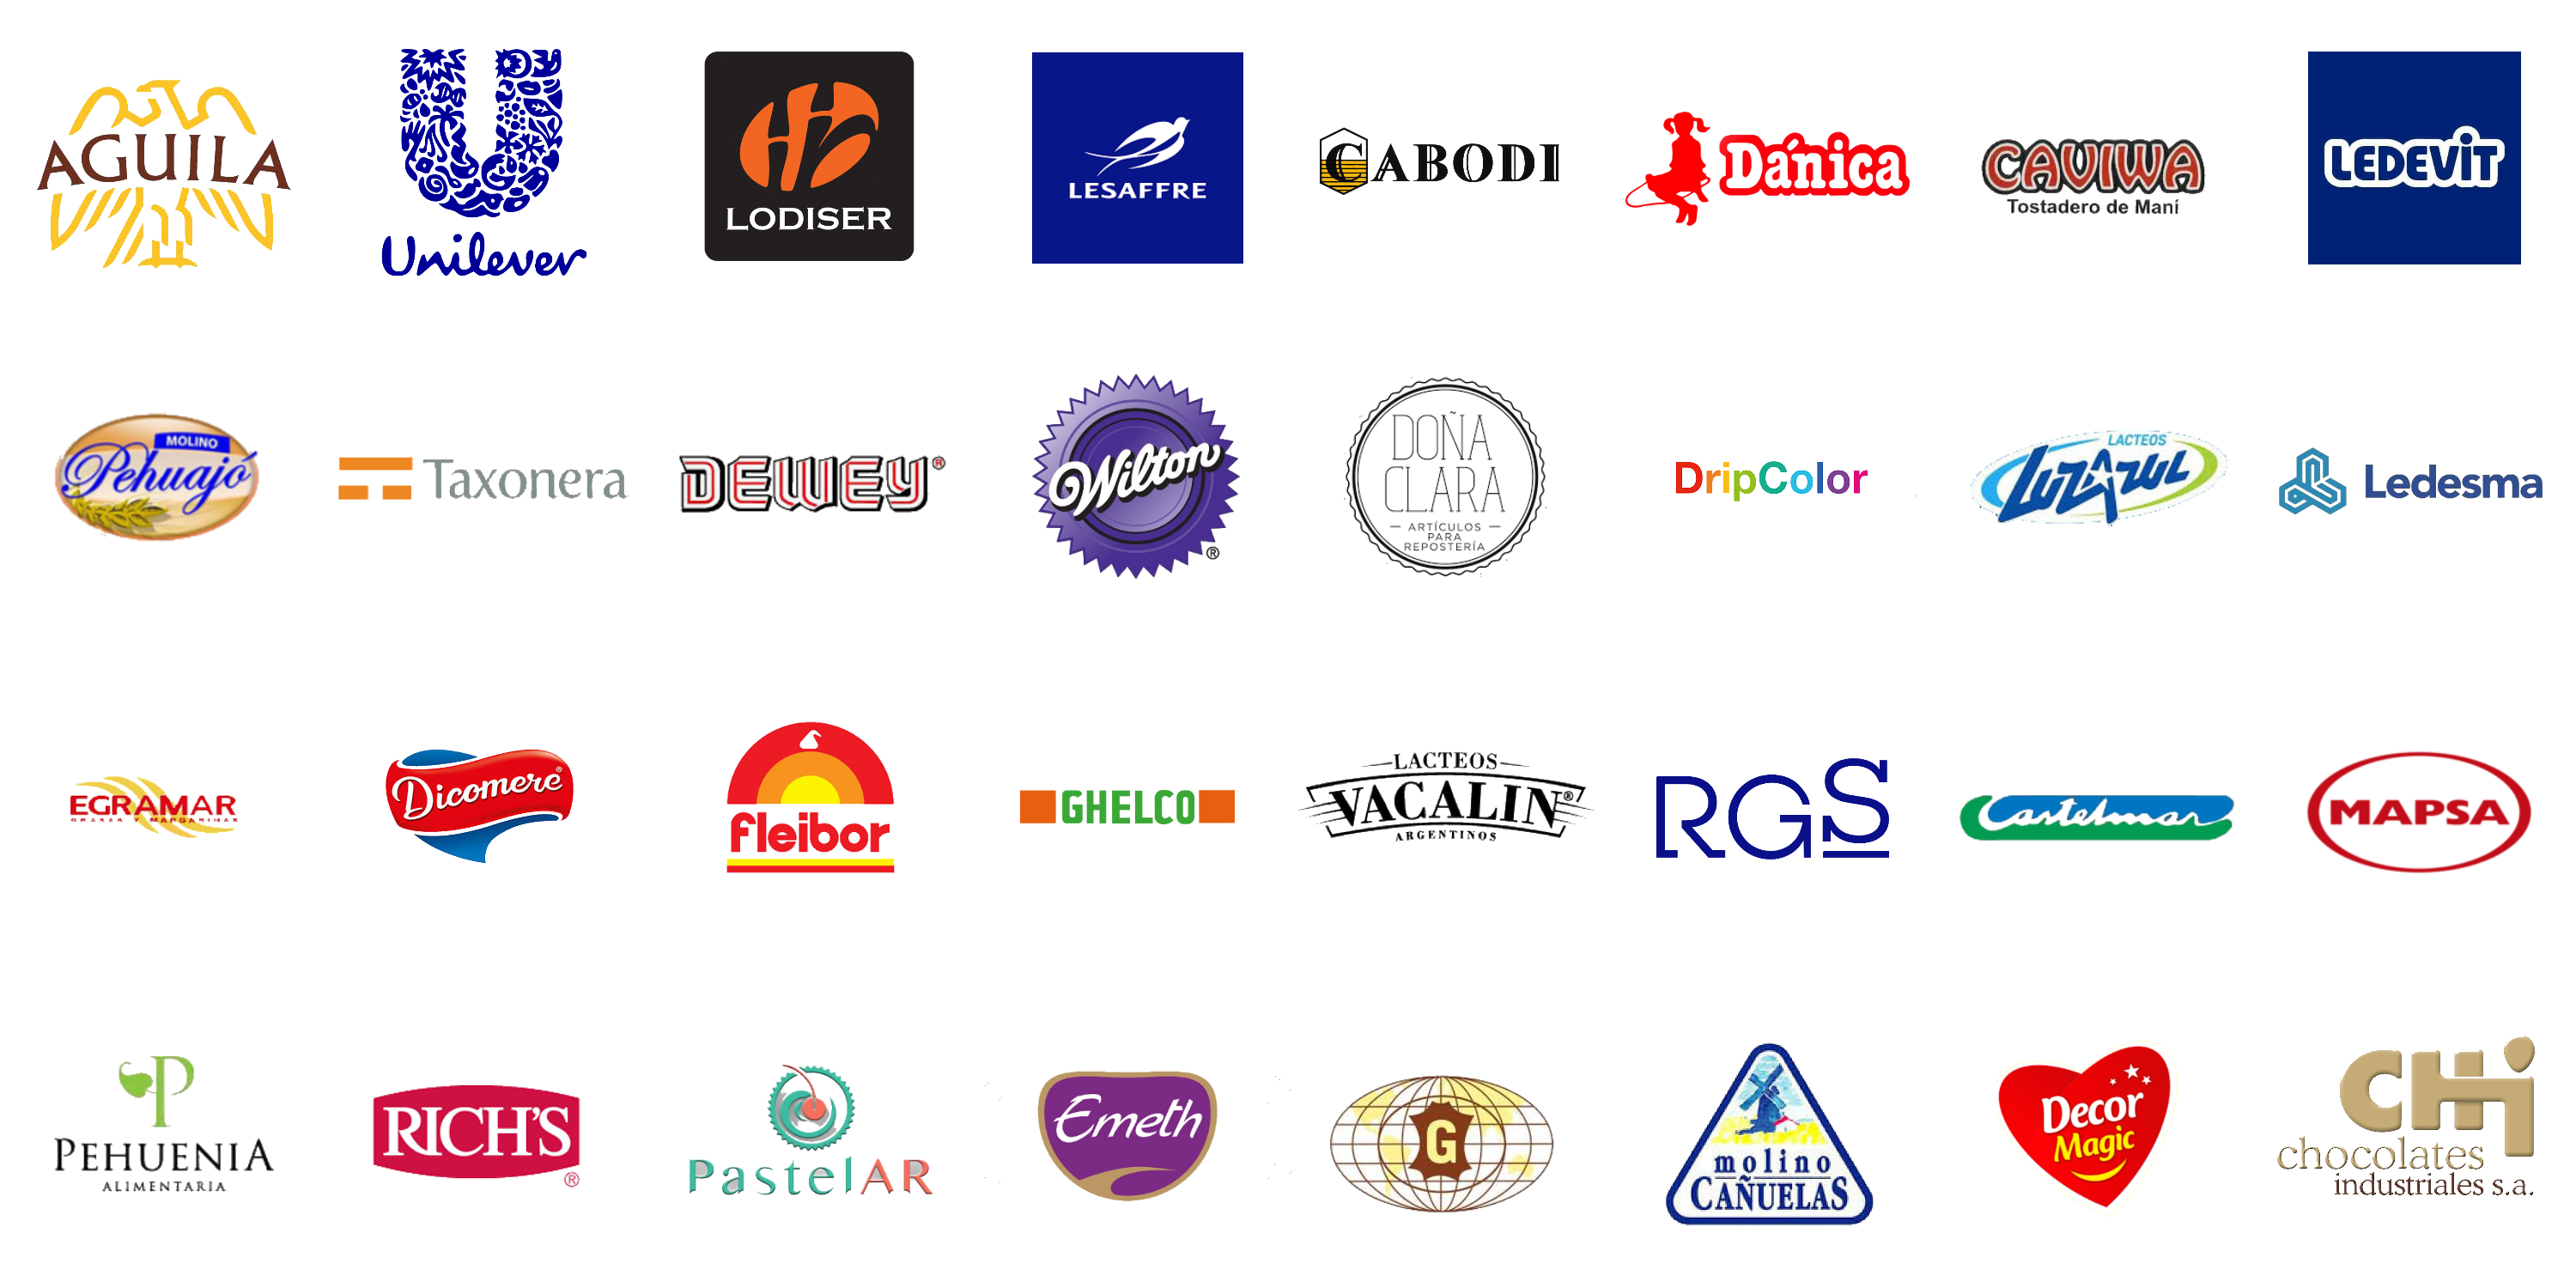 AGUILA
Unilever
LODISER
LESAFFRE
CABODI
Dánica
CAVIWA
Tostadero de Maní
LEDEVIT
MOLINO
Pehuajó
Taxonera
DEWEY®
Wilton
®
DOÑA
CLARA
— ARTÍCULOS —
PARA
REPOSTERÍA
DripColor
LACTEOS
LUZAZUL
Ledesma
EGRAMAR
GRASAS Y MARGARINAS
Dicomere®
fleibor
GHELCO
LACTEOS
VACALIN®
ARGENTINOS
RGS
Castelmar
MAPSA
PEHUENIA
ALIMENTARIA
RICH'S
®
PastelAR
Emeth
G
molino
CAÑUELAS
Decor
Magic
CHi
chocolates
industriales s.a.